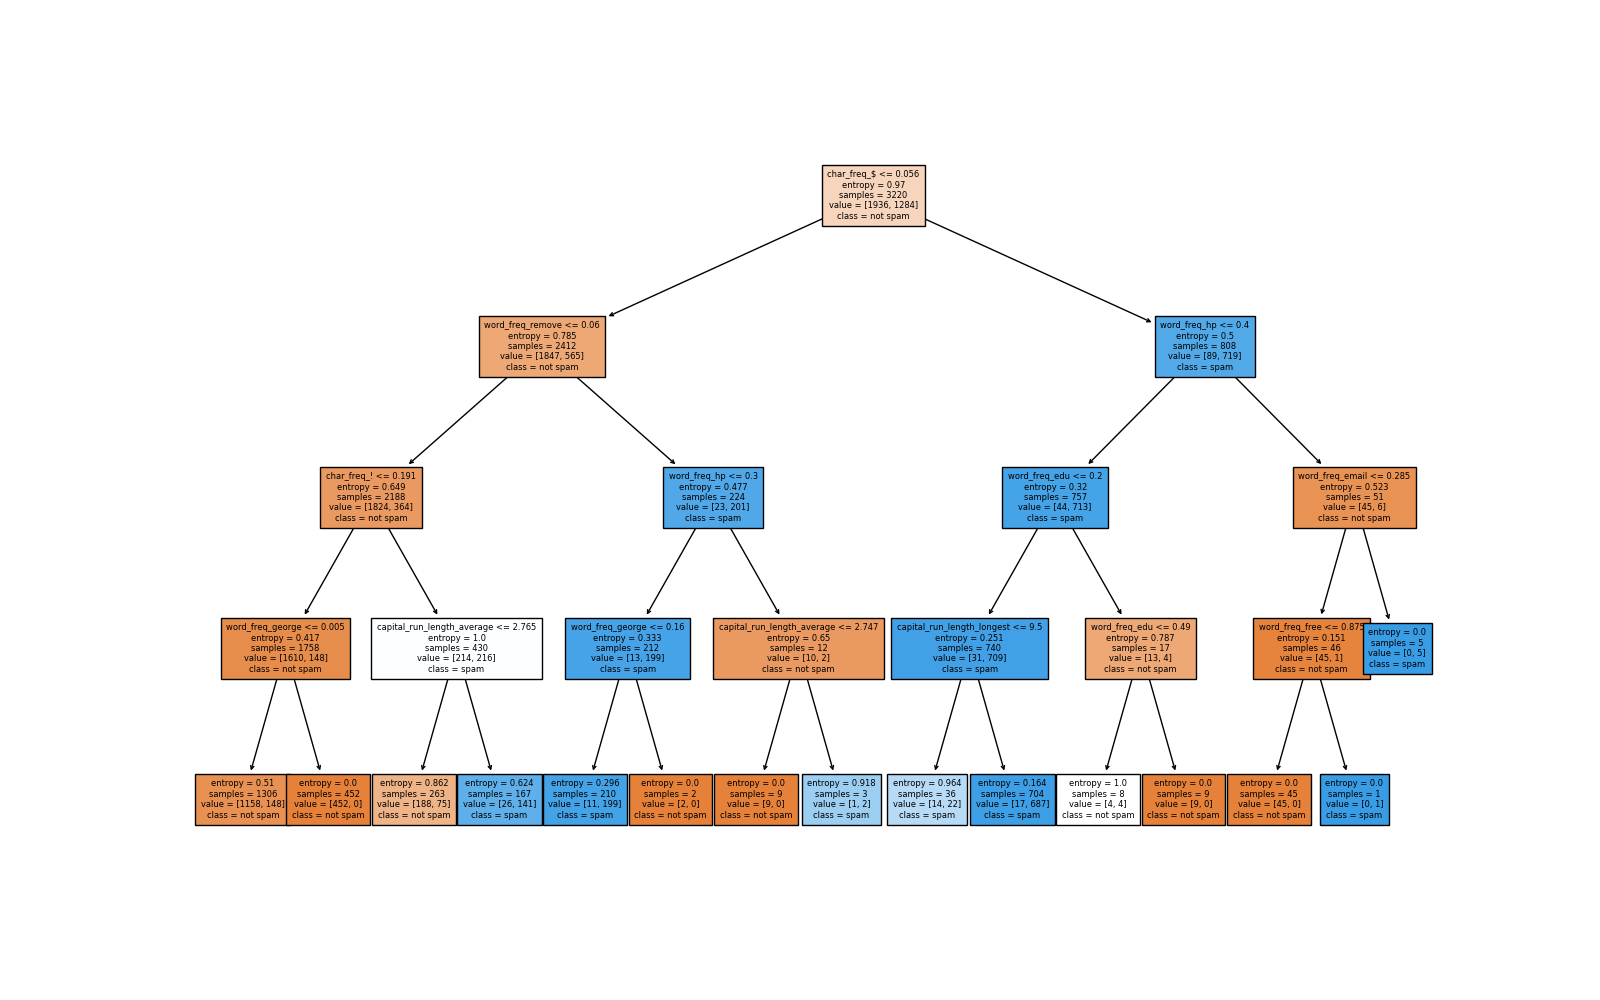 char_freq_$ <= 0.056
entropy = 0.97
samples = 3220
value = [1936, 1284]
class = not spam
word_freq_remove <= 0.06
entropy = 0.785
samples = 2412
value = [1847, 565]
class = not spam
word_freq_hp <= 0.4
entropy = 0.5
samples = 808
value = [89, 719]
class = spam
char_freq_! <= 0.191
entropy = 0.649
samples = 2188
value = [1824, 364]
class = not spam
word_freq_hp <= 0.3
entropy = 0.477
samples = 224
value = [23, 201]
class = spam
word_freq_edu <= 0.2
entropy = 0.32
samples = 757
value = [44, 713]
class = spam
word_freq_email <= 0.285
entropy = 0.523
samples = 51
value = [45, 6]
class = not spam
word_freq_george <= 0.005
entropy = 0.417
samples = 1758
value = [1610, 148]
class = not spam
capital_run_length_average <= 2.765
entropy = 1.0
samples = 430
value = [214, 216]
class = spam
word_freq_george <= 0.16
entropy = 0.333
samples = 212
value = [13, 199]
class = spam
capital_run_length_average <= 2.747
entropy = 0.65
samples = 12
value = [10, 2]
class = not spam
capital_run_length_longest <= 9.5
entropy = 0.251
samples = 740
value = [31, 709]
class = spam
word_freq_edu <= 0.49
entropy = 0.787
samples = 17
value = [13, 4]
class = not spam
word_freq_free <= 0.875
entropy = 0.151
samples = 46
value = [45, 1]
class = not spam
entropy = 0.0
samples = 5
value = [0, 5]
class = spam
entropy = 0.51
samples = 1306
value = [1158, 148]
class = not spam
entropy = 0.0
samples = 452
value = [452, 0]
class = not spam
entropy = 0.862
samples = 263
value = [188, 75]
class = not spam
entropy = 0.624
samples = 167
value = [26, 141]
class = spam
entropy = 0.296
samples = 210
value = [11, 199]
class = spam
entropy = 0.0
samples = 2
value = [2, 0]
class = not spam
entropy = 0.0
samples = 9
value = [9, 0]
class = not spam
entropy = 0.918
samples = 3
value = [1, 2]
class = spam
entropy = 0.964
samples = 36
value = [14, 22]
class = spam
entropy = 0.164
samples = 704
value = [17, 687]
class = spam
entropy = 1.0
samples = 8
value = [4, 4]
class = not spam
entropy = 0.0
samples = 9
value = [9, 0]
class = not spam
entropy = 0.0
samples = 45
value = [45, 0]
class = not spam
entropy = 0.0
samples = 1
value = [0, 1]
class = spam